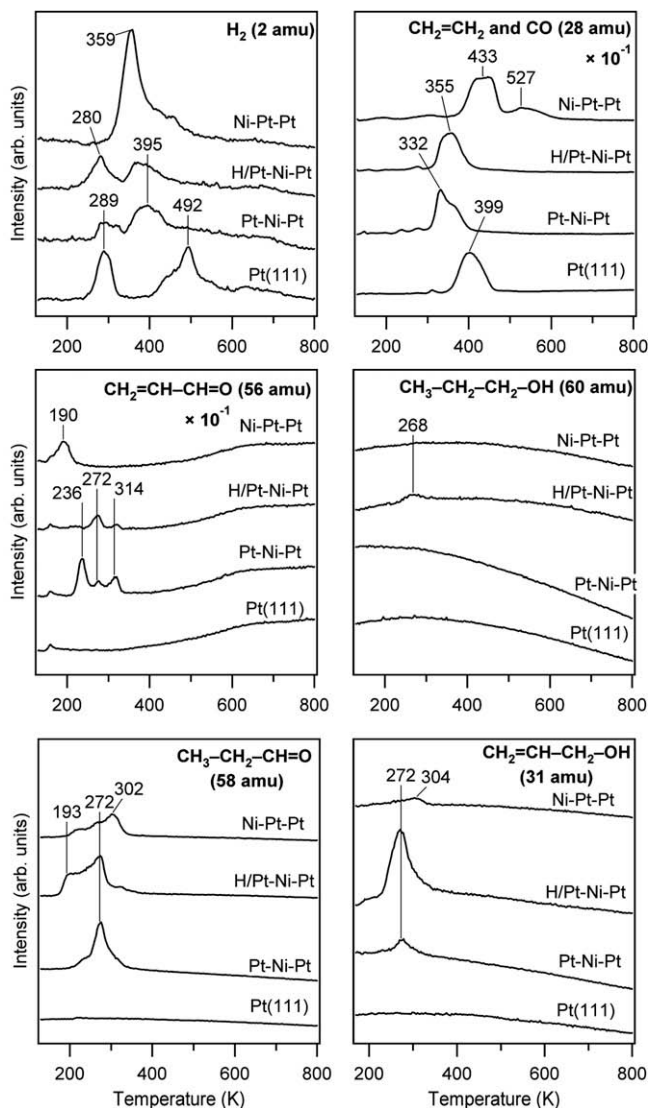 H₂ (2 amu)
359
Ni-Pt-Pt
280
395
H/Pt-Ni-Pt
289
492
Pt-Ni-Pt
Pt(111)
Intensity (arb. units)
200 400 600 800
CH₂=CH₂ and CO (28 amu)
× 10⁻¹
433
527
355
Ni-Pt-Pt
332
H/Pt-Ni-Pt
399
Pt-Ni-Pt
Pt(111)
200 400 600 800
CH₂=CH–CH=O (56 amu)
× 10⁻¹
190
Ni-Pt-Pt
236 272 314
H/Pt-Ni-Pt
Pt-Ni-Pt
Pt(111)
Intensity (arb. units)
200 400 600 800
CH₃–CH₂–CH₂–OH (60 amu)
268
Ni-Pt-Pt
H/Pt-Ni-Pt
Pt-Ni-Pt
Pt(111)
200 400 600 800
CH₃–CH₂–CH=O
(58 amu)
193 272 302
Ni-Pt-Pt
H/Pt-Ni-Pt
Pt-Ni-Pt
Pt(111)
Intensity (arb. units)
200 400 600 800
Temperature (K)
CH₂=CH–CH₂–OH
(31 amu)
272 304
Ni-Pt-Pt
H/Pt-Ni-Pt
Pt-Ni-Pt
Pt(111)
200 400 600 800
Temperature (K)